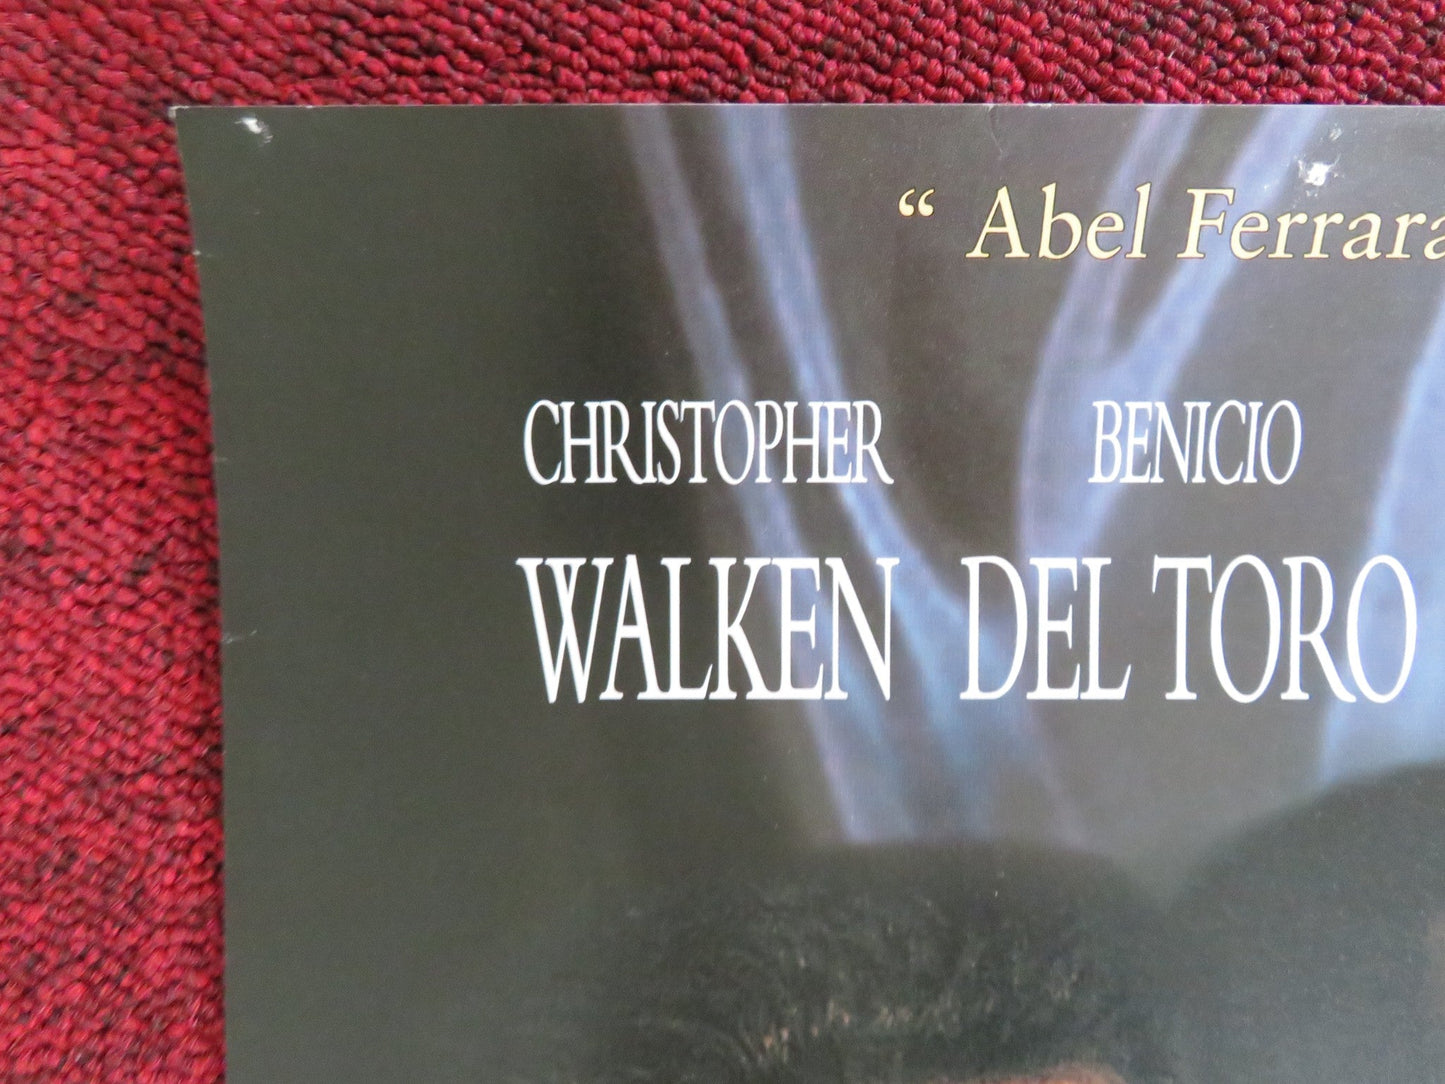 “ Abel Ferrara
CHRISTOPHER BENICIO
WALKEN DEL TORO